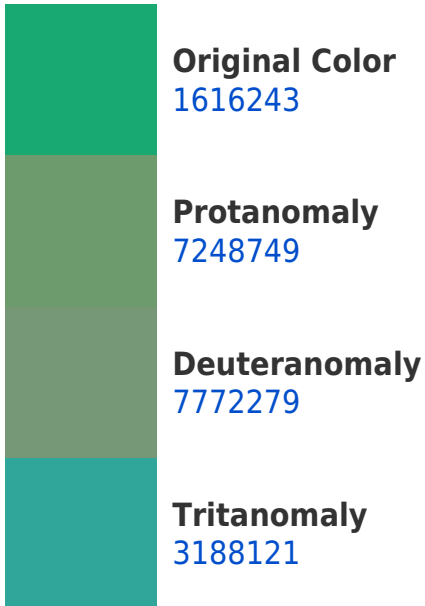 Original Color
1616243
Protanomaly
7248749
Deuteranomaly
7772279
Tritanomaly
3188121